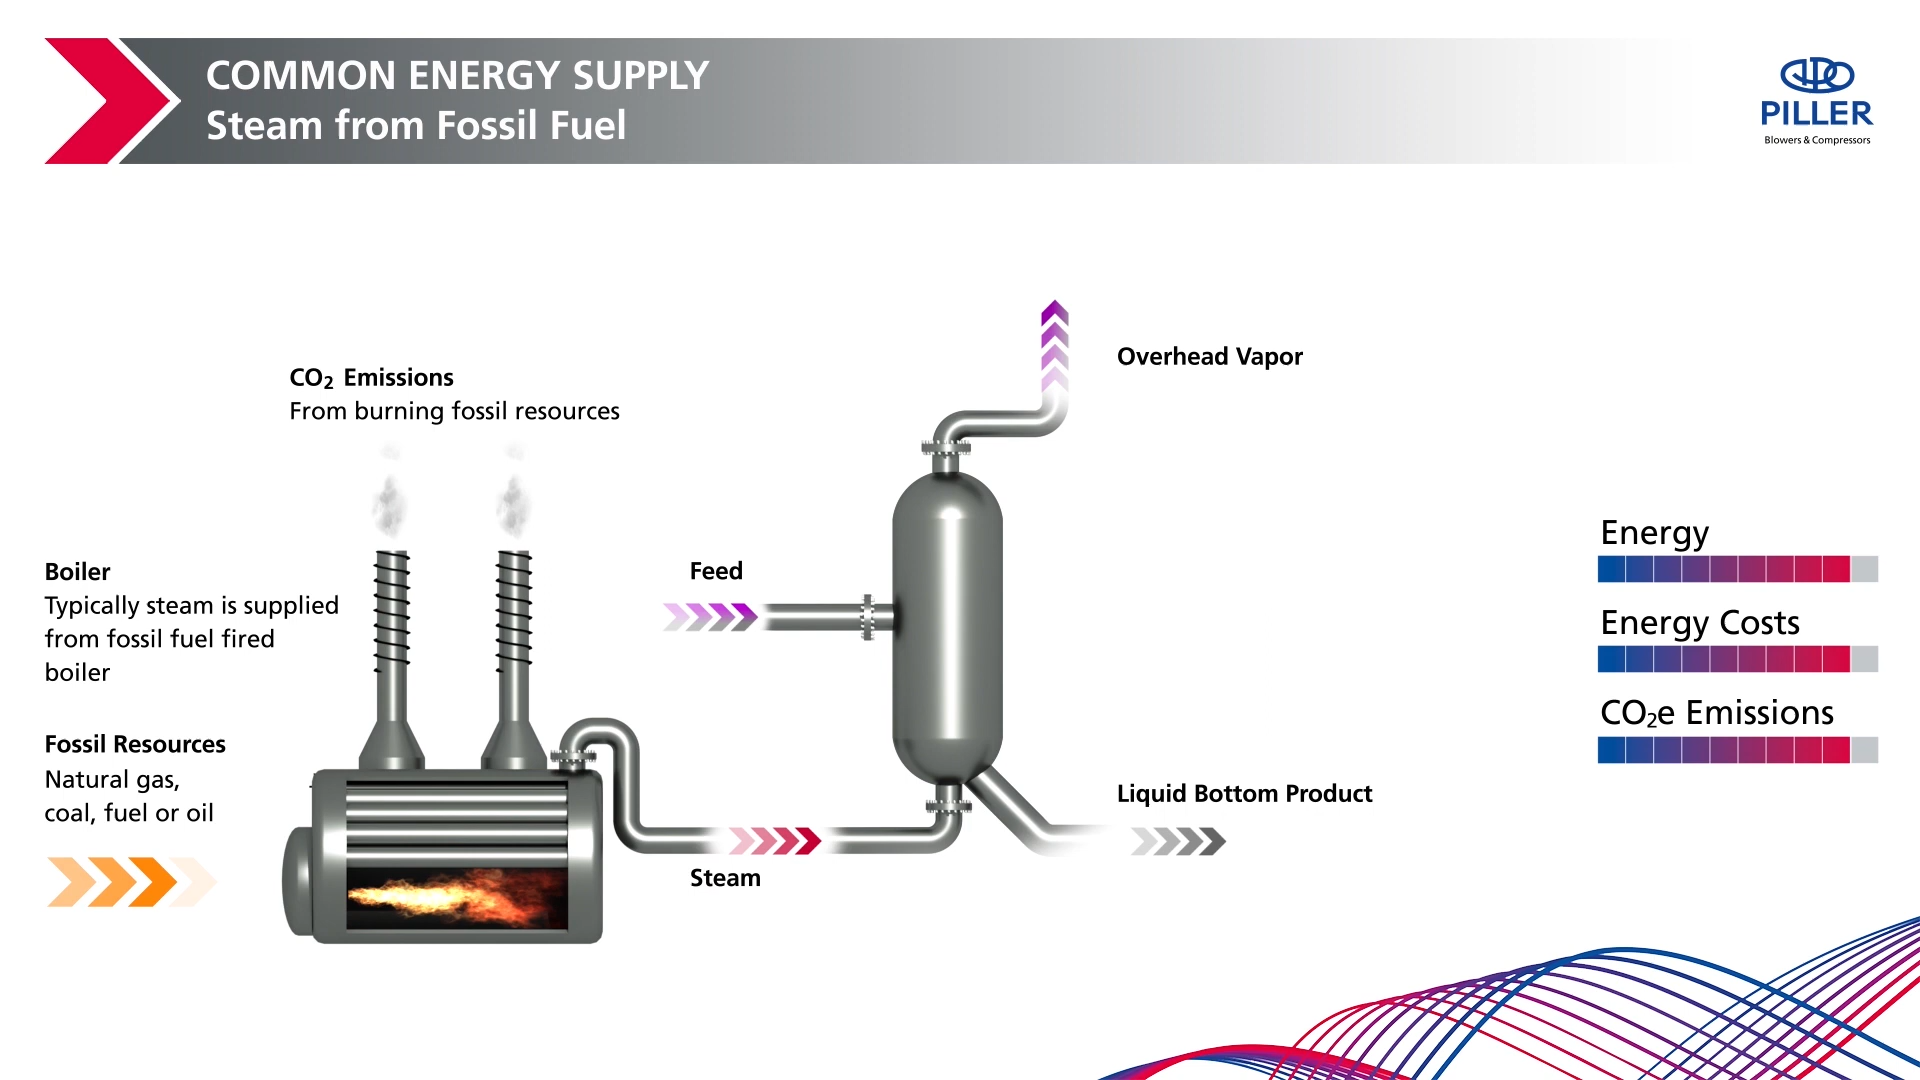 COMMON ENERGY SUPPLY
Steam from Fossil Fuel
PILLER
Blowers & Compressors
Overhead Vapor
CO₂ Emissions
From burning fossil resources
Boiler
Typically steam is supplied
from fossil fuel fired
boiler
Feed
Fossil Resources
Natural gas,
coal, fuel or oil
Steam
Liquid Bottom Product
Energy
Energy Costs
CO₂e Emissions